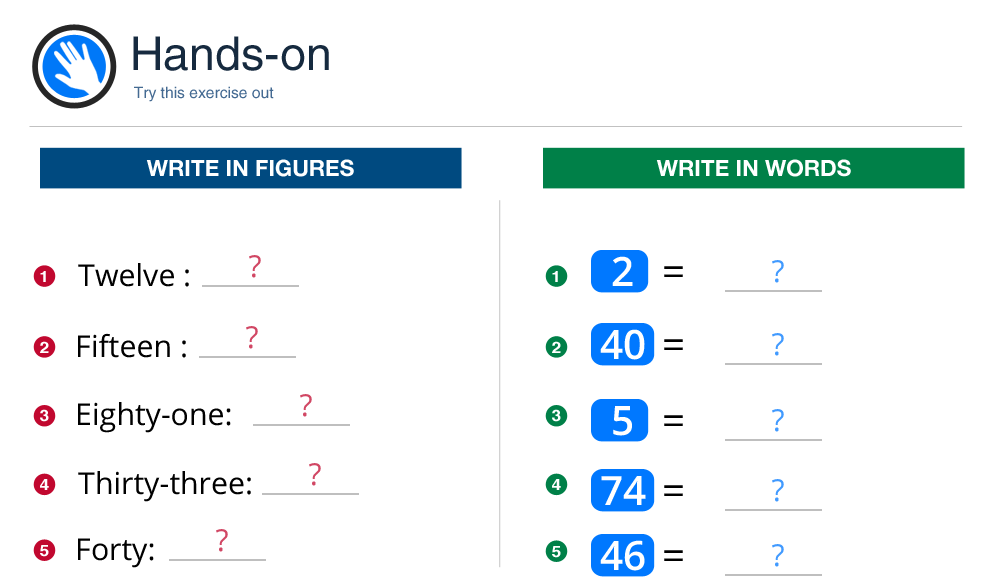 Hands-on
Try this exercise out
WRITE IN FIGURES
1 Twelve : ?
2 Fifteen : ?
3 Eighty-one: ?
4 Thirty-three: ?
5 Forty: ?
WRITE IN WORDS
1 2 = ?
2 40 = ?
3 5 = ?
4 74 = ?
5 46 = ?